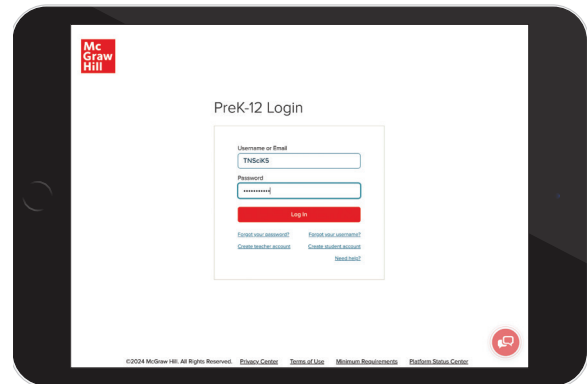 Mc
Graw
Hill
PreK-12 Login
Username or Email
TNSciK5
Password
•••••••••••
Log In
Forgot your password? Forgot your username?
Create teacher account Create student account
Need help?
©2024 McGraw Hill. All Rights Reserved. Privacy Center Terms of Use Minimum Requirements Platform Status Center